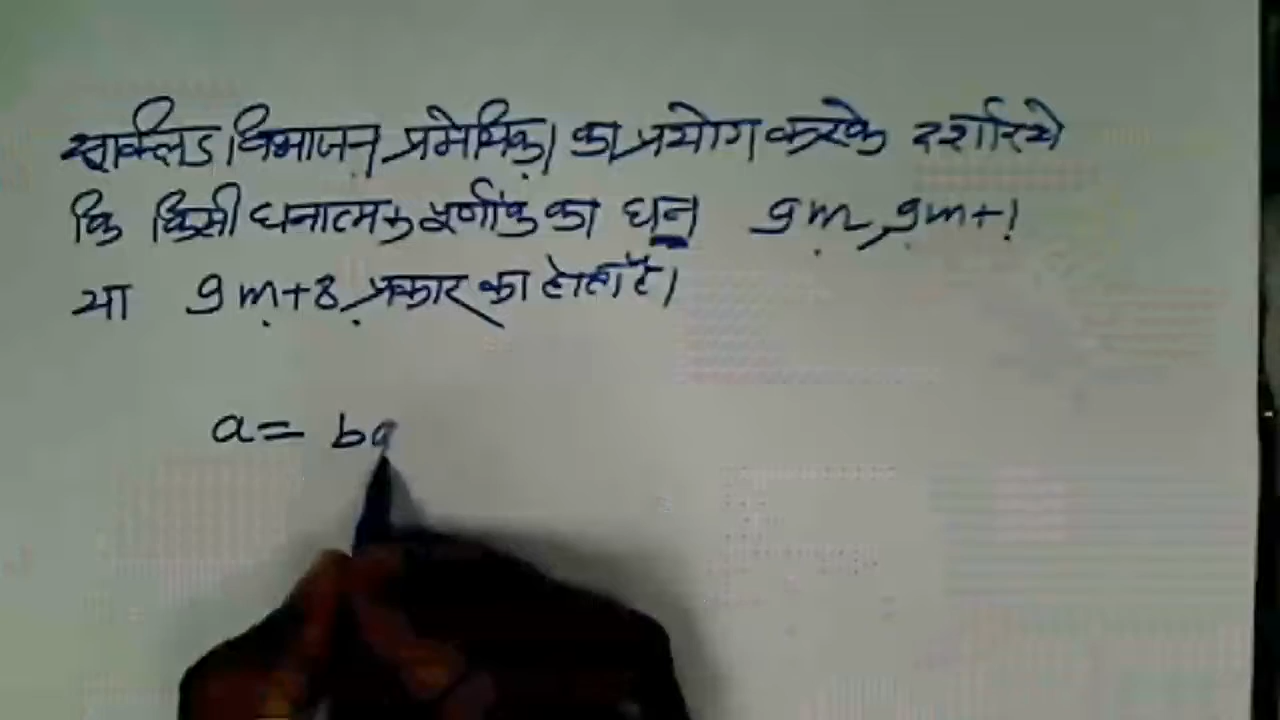 यूक्लिड विभाजन प्रमेयिका का प्रयोग करके दर्शाइये
कि किसी धनात्मक पूर्णांक का घन 9m, 9m+1
या 9m+8 प्रकार का होता है।
a = bq